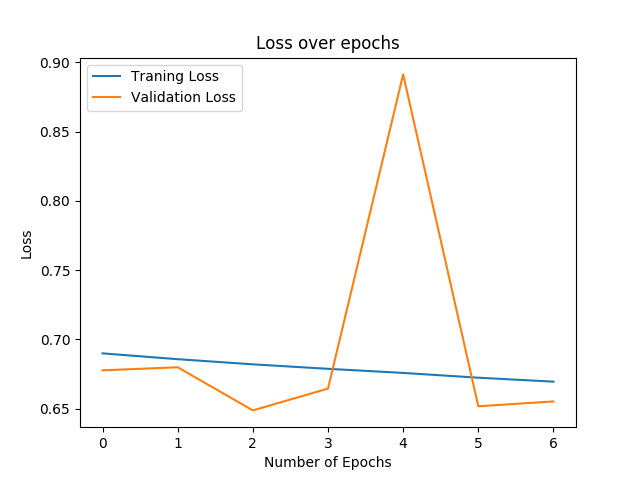 Loss over epochs
Traning Loss
Validation Loss
0.90
0.85
0.80
0.75
0.70
0.65
Loss
0 1 2 3 4 5 6
Number of Epochs